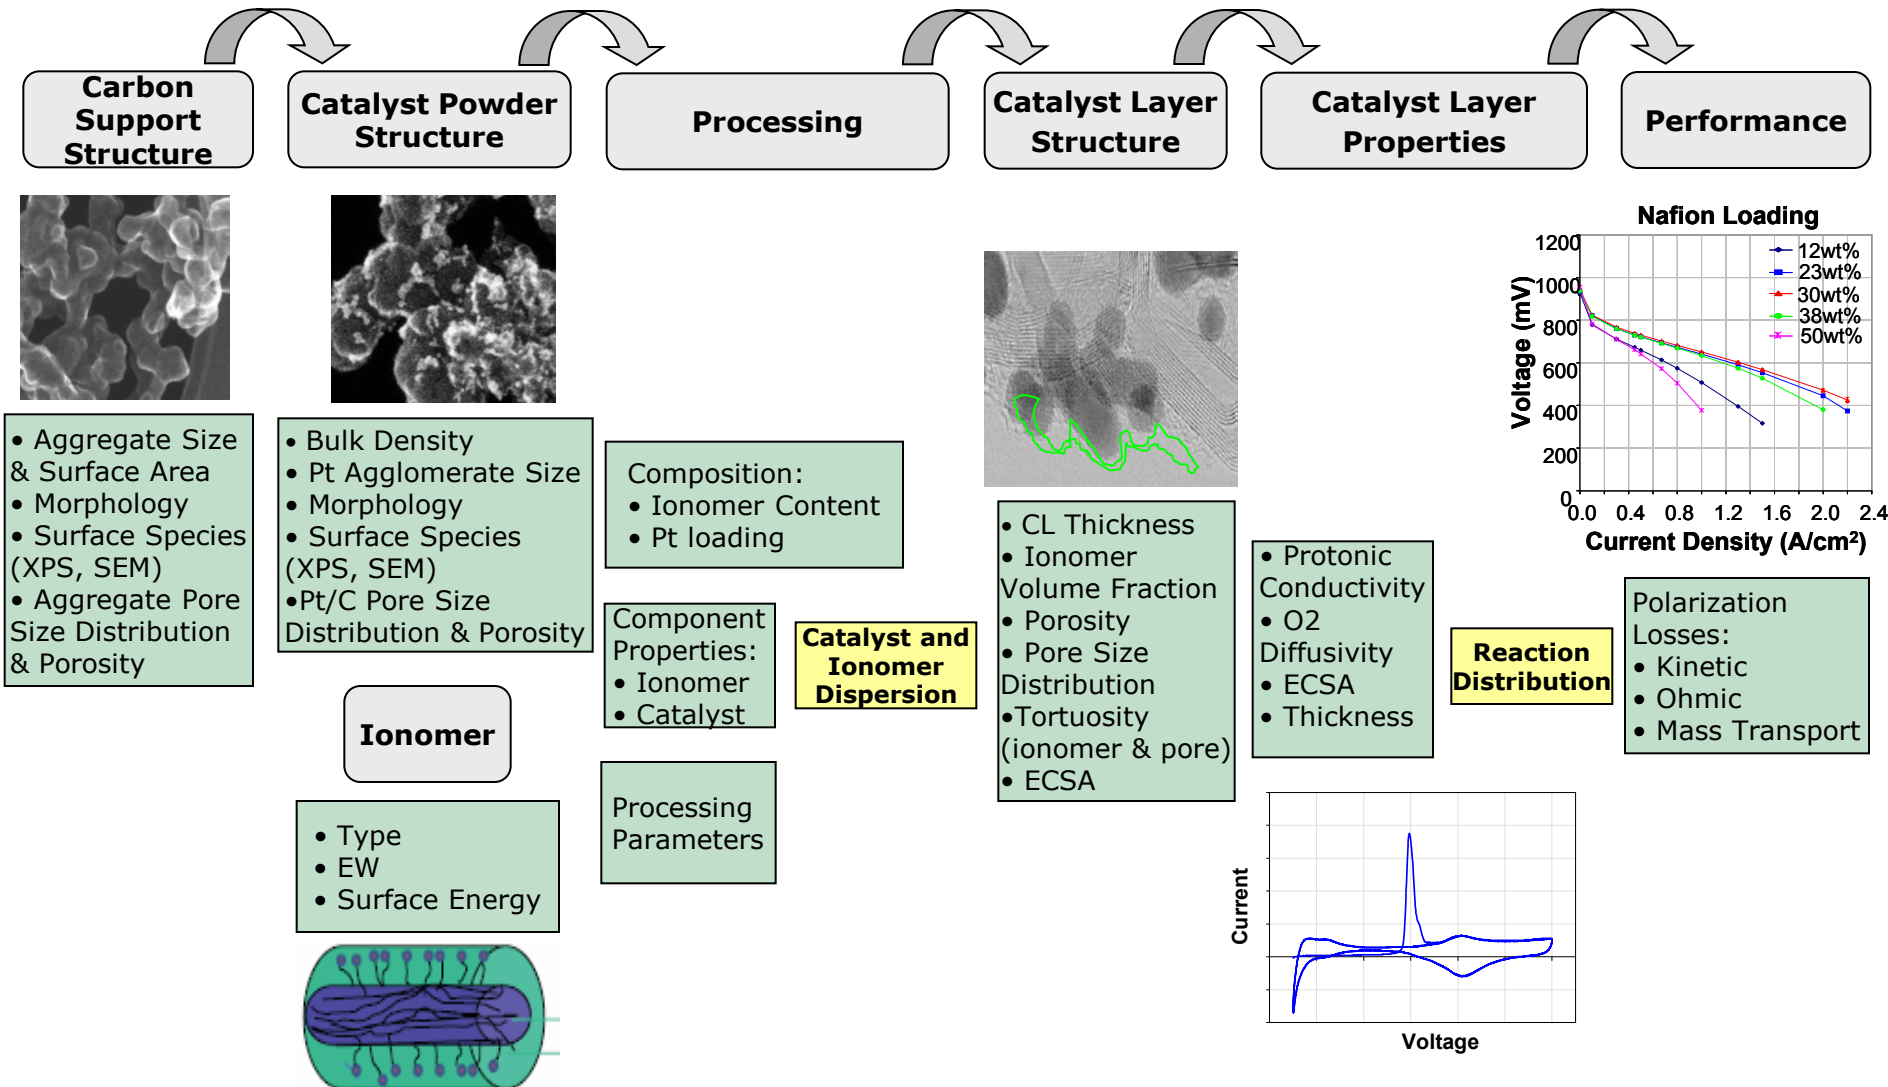 Carbon
Support
Structure
Catalyst Powder
Structure
Processing
Catalyst Layer
Structure
Catalyst Layer
Properties
Performance
• Aggregate Size
& Surface Area
• Morphology
• Surface Species
(XPS, SEM)
• Aggregate Pore
Size Distribution
& Porosity
• Bulk Density
• Pt Agglomerate Size
• Morphology
• Surface Species
(XPS, SEM)
•Pt/C Pore Size
Distribution & Porosity
Ionomer
• Type
• EW
• Surface Energy
Composition:
• Ionomer Content
• Pt loading
Component
Properties:
• Ionomer
• Catalyst
Processing
Parameters
Catalyst and
Ionomer
Dispersion
• CL Thickness
• Ionomer
Volume Fraction
• Porosity
• Pore Size
Distribution
•Tortuosity
(ionomer & pore)
• ECSA
• Protonic
Conductivity
• O2
Diffusivity
• ECSA
• Thickness
Current
Voltage
Reaction
Distribution
Nafion Loading
Voltage (mV)
1200
1000
800
600
400
200
0
12wt%
23wt%
30wt%
38wt%
50wt%
0.0 0.4 0.8 1.2 1.6 2.0 2.4
Current Density (A/cm²)
Polarization
Losses:
• Kinetic
• Ohmic
• Mass Transport